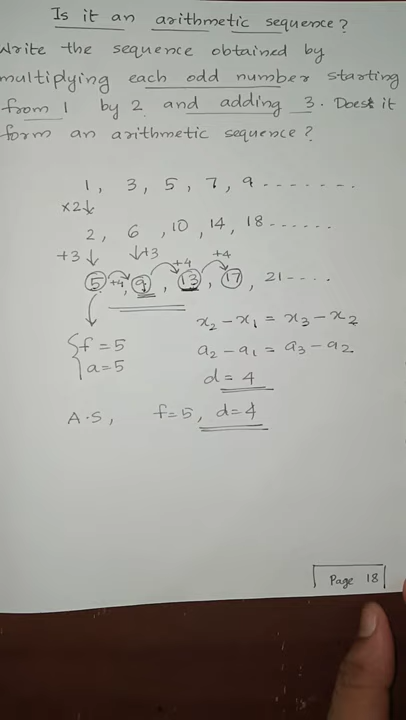 Is it an arithmetic sequence?
Write the sequence obtained by
multiplying each odd number starting
from 1 by 2 and adding 3. Does it
form an arithmetic sequence?
1, 3, 5, 7, 9 -------
×2↓
2, 6, 10, 14, 18 ------
+3↓ ↓+3 +4 +4
5 +4, 9, 13, 17, 21 ----
x₂-x₁ = x₃-x₂
f = 5 a₂-a₁ = a₃-a₂
a = 5 d = 4
A.S, f=5, d=4
Page 18